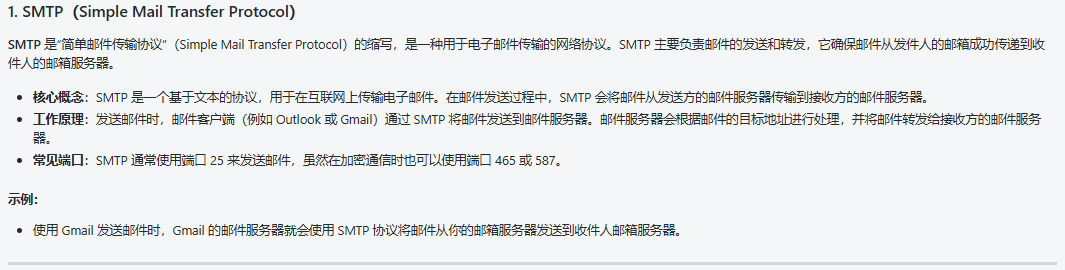 1. SMTP（Simple Mail Transfer Protocol）
SMTP 是“简单邮件传输协议”（Simple Mail Transfer Protocol）的缩写，是一种用于电子邮件传输的网络协议。SMTP 主要负责邮件的发送和转发，它确保邮件从发件人的邮箱成功传递到收
件人的邮箱服务器。
• 核心概念：SMTP 是一个基于文本的协议，用于在互联网上传输电子邮件。在邮件发送过程中，SMTP 会将邮件从发送方的邮件服务器传输到接收方的邮件服务器。
• 工作原理：发送邮件时，邮件客户端（例如 Outlook 或 Gmail）通过 SMTP 将邮件发送到邮件服务器。邮件服务器会根据邮件的目标地址进行处理，并将邮件转发给接收方的邮件服务
器。
• 常见端口：SMTP 通常使用端口 25 来发送邮件，虽然在加密通信时也可以使用端口 465 或 587。
示例：
• 使用 Gmail 发送邮件时，Gmail 的邮件服务器就会使用 SMTP 协议将邮件从你的邮箱服务器发送到收件人邮箱服务器。